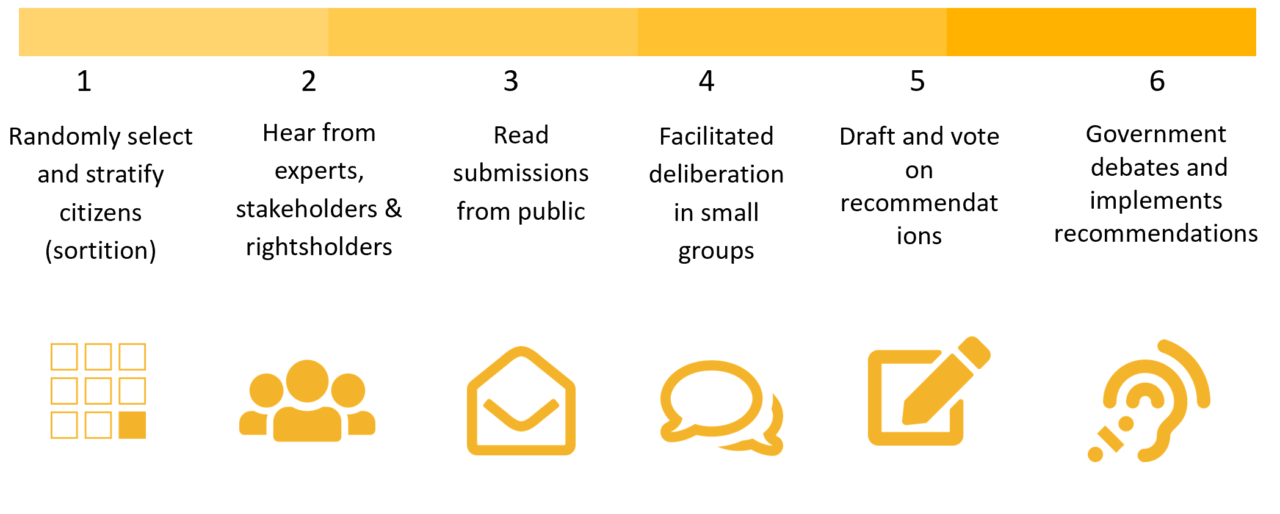 1
Randomly select
and stratify
citizens
(sortition)
2
Hear from
experts,
stakeholders &
rightsholders
3
Read
submissions
from public
4
Facilitated
deliberation
in small
groups
5
Draft and vote
on
recommendat
ions
6
Government
debates and
implements
recommendations